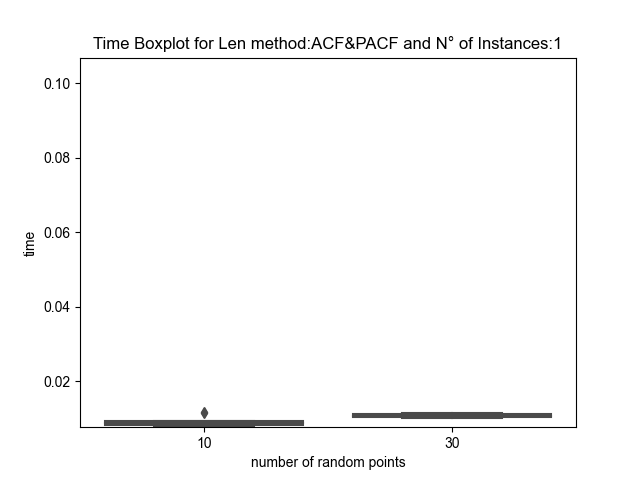 Time Boxplot for Len method:ACF&PACF and N° of Instances:1
0.10
0.08
0.06
0.04
0.02
time
10
30
number of random points